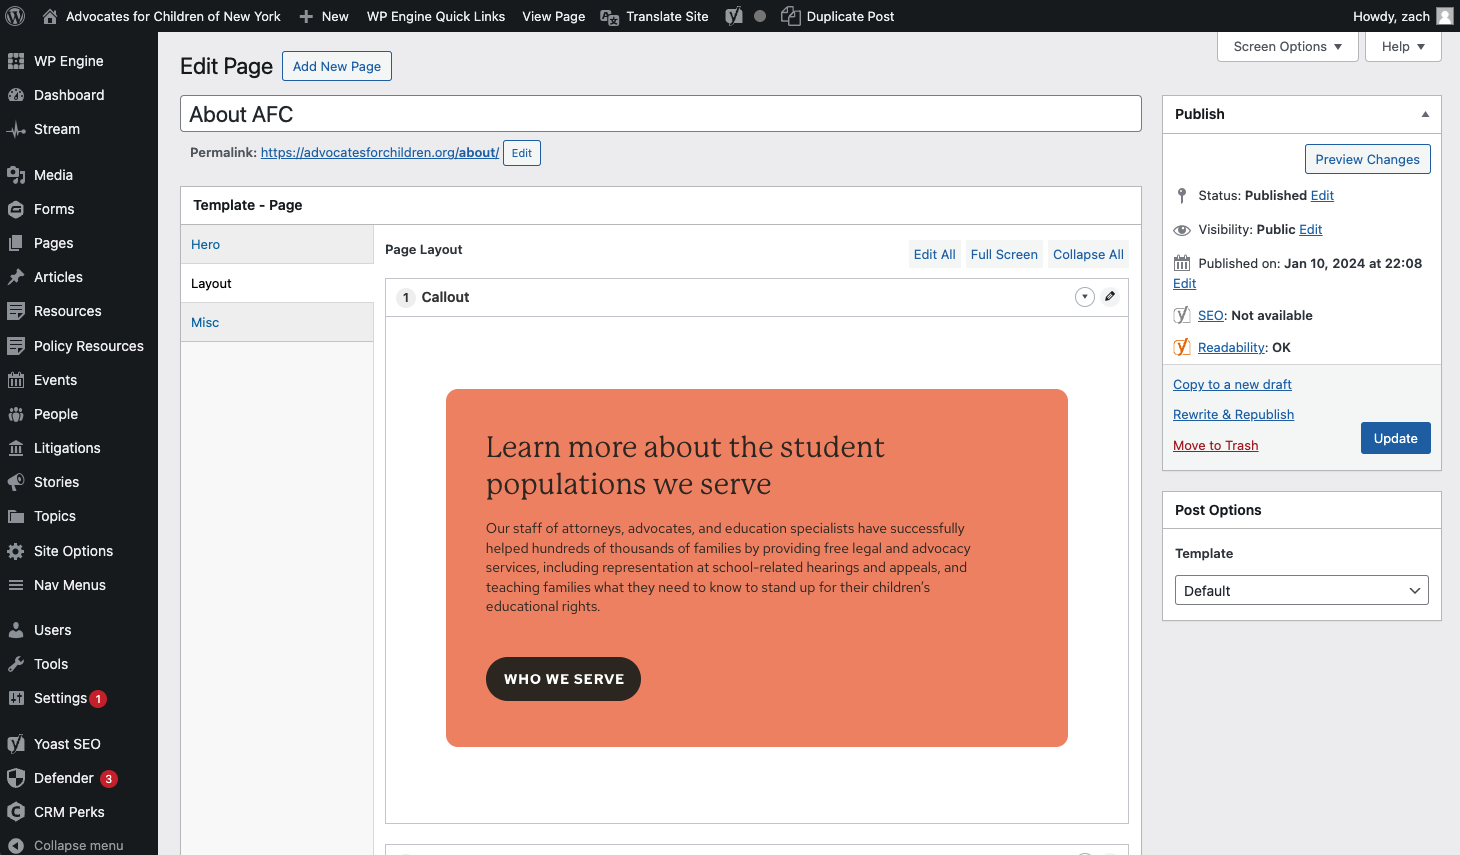 Advocates for Children of New York
New
WP Engine Quick Links
View Page
Translate Site
Duplicate Post
Howdy, zach
WP Engine
Dashboard
Stream
Media
Forms
Pages
Articles
Resources
Policy Resources
Events
People
Litigations
Stories
Topics
Site Options
Nav Menus
Users
Tools
Settings 1
Yoast SEO
Defender 3
CRM Perks
Collapse menu
Screen Options
Help
Edit Page
Add New Page
About AFC
Permalink: https://advocatesforchildren.org/about/ Edit
Template - Page
Hero
Layout
Misc
Page Layout
Edit All
Full Screen
Collapse All
1 Callout
Learn more about the student
populations we serve
Our staff of attorneys, advocates, and education specialists have successfully
helped hundreds of thousands of families by providing free legal and advocacy
services, including representation at school-related hearings and appeals, and
teaching families what they need to know to stand up for their children's
educational rights.
WHO WE SERVE
Publish
Preview Changes
Status: Published Edit
Visibility: Public Edit
Published on: Jan 10, 2024 at 22:08
Edit
SEO: Not available
Readability: OK
Copy to a new draft
Rewrite & Republish
Move to Trash
Update
Post Options
Template
Default